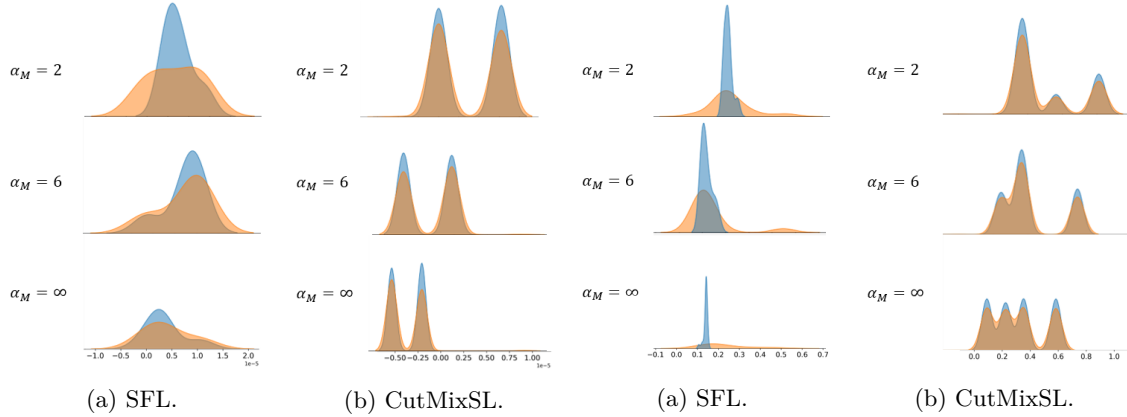 α_M = 2
α_M = 2
α_M = 2
α_M = 2
α_M = 6
α_M = 6
α_M = 6
α_M = 6
α_M = ∞
α_M = ∞
α_M = ∞
α_M = ∞
−1.0 −0.5 0.0 0.5 1.0 1.5 2.0
1e−5
−0.50 −0.25 0.00 0.25 0.50 0.75 1.00
1e−5
−0.1 0.0 0.1 0.2 0.3 0.4 0.5 0.6 0.7
0.0 0.2 0.4 0.6 0.8 1.0
(a) SFL.
(b) CutMixSL.
(a) SFL.
(b) CutMixSL.